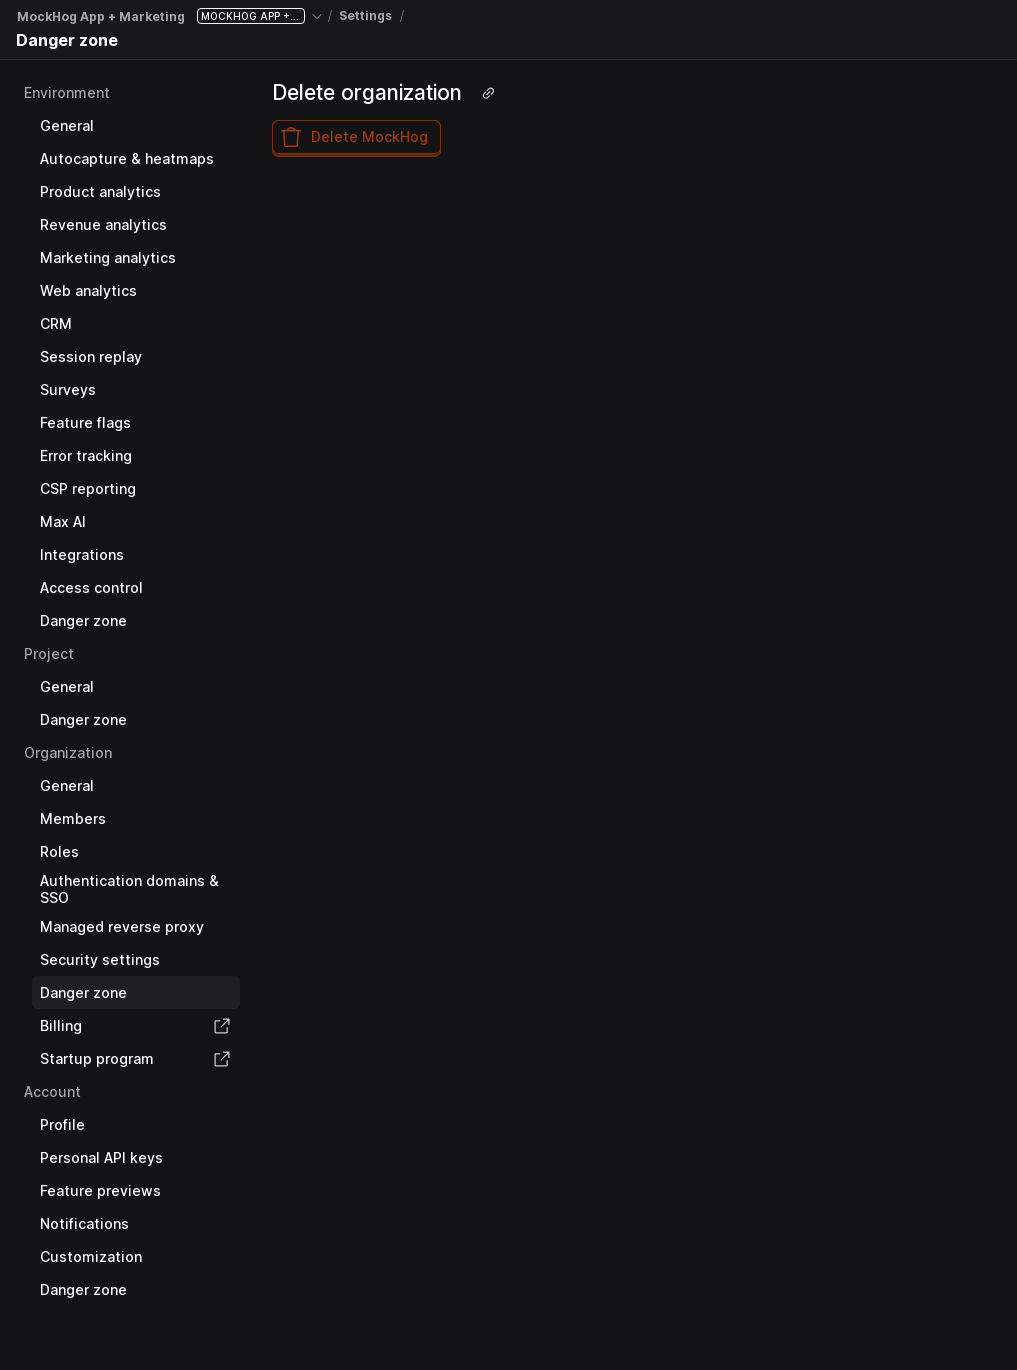 MockHog App + Marketing MOCKHOG APP +... / Settings /
Danger zone
Environment
General
Autocapture & heatmaps
Product analytics
Revenue analytics
Marketing analytics
Web analytics
CRM
Session replay
Surveys
Feature flags
Error tracking
CSP reporting
Max AI
Integrations
Access control
Danger zone
Project
General
Danger zone
Organization
General
Members
Roles
Authentication domains &
SSO
Managed reverse proxy
Security settings
Danger zone
Billing
Startup program
Account
Profile
Personal API keys
Feature previews
Notifications
Customization
Danger zone
Delete organization
Delete MockHog